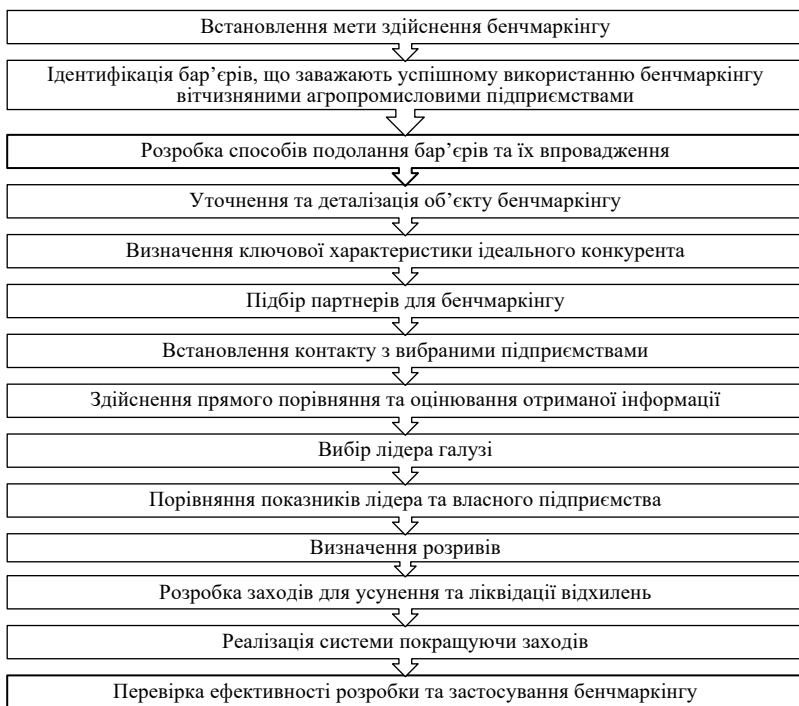 Встановлення мети здійснення бенчмаркінгу
Ідентифікація бар’єрів, що заважають успішному використанню бенчмаркінгу
вітчизняними агропромисловими підприємствами
Розробка способів подолання бар’єрів та їх впровадження
Уточнення та деталізація об’єкту бенчмаркінгу
Визначення ключової характеристики ідеального конкурента
Підбір партнерів для бенчмаркінгу
Встановлення контакту з вибраними підприємствами
Здійснення прямого порівняння та оцінювання отриманої інформації
Вибір лідера галузі
Порівняння показників лідера та власного підприємства
Визначення розривів
Розробка заходів для усунення та ліквідації відхилень
Реалізація системи покращуючи заходів
Перевірка ефективності розробки та застосування бенчмаркінгу